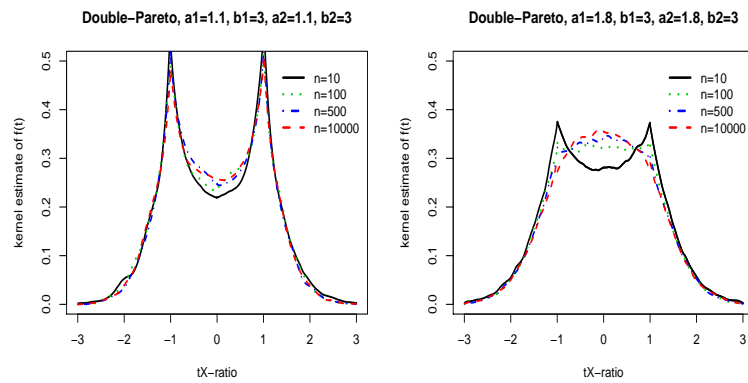 Double−Pareto, a1=1.1, b1=3, a2=1.1, b2=3
kernel estimate of f(t)
0.5
0.4
0.3
0.2
0.1
0.0
n=10
n=100
n=500
n=10000
−3 −2 −1 0 1 2 3
tX−ratio
Double−Pareto, a1=1.8, b1=3, a2=1.8, b2=3
kernel estimate of f(t)
0.5
0.4
0.3
0.2
0.1
0.0
n=10
n=100
n=500
n=10000
−3 −2 −1 0 1 2 3
tX−ratio